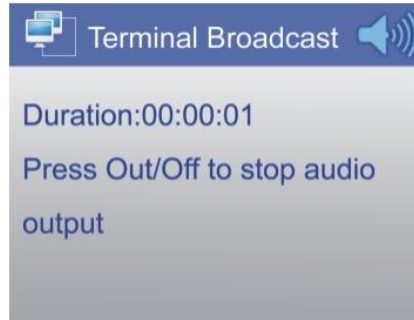 Terminal Broadcast
Duration:00:00:01
Press Out/Off to stop audio
output